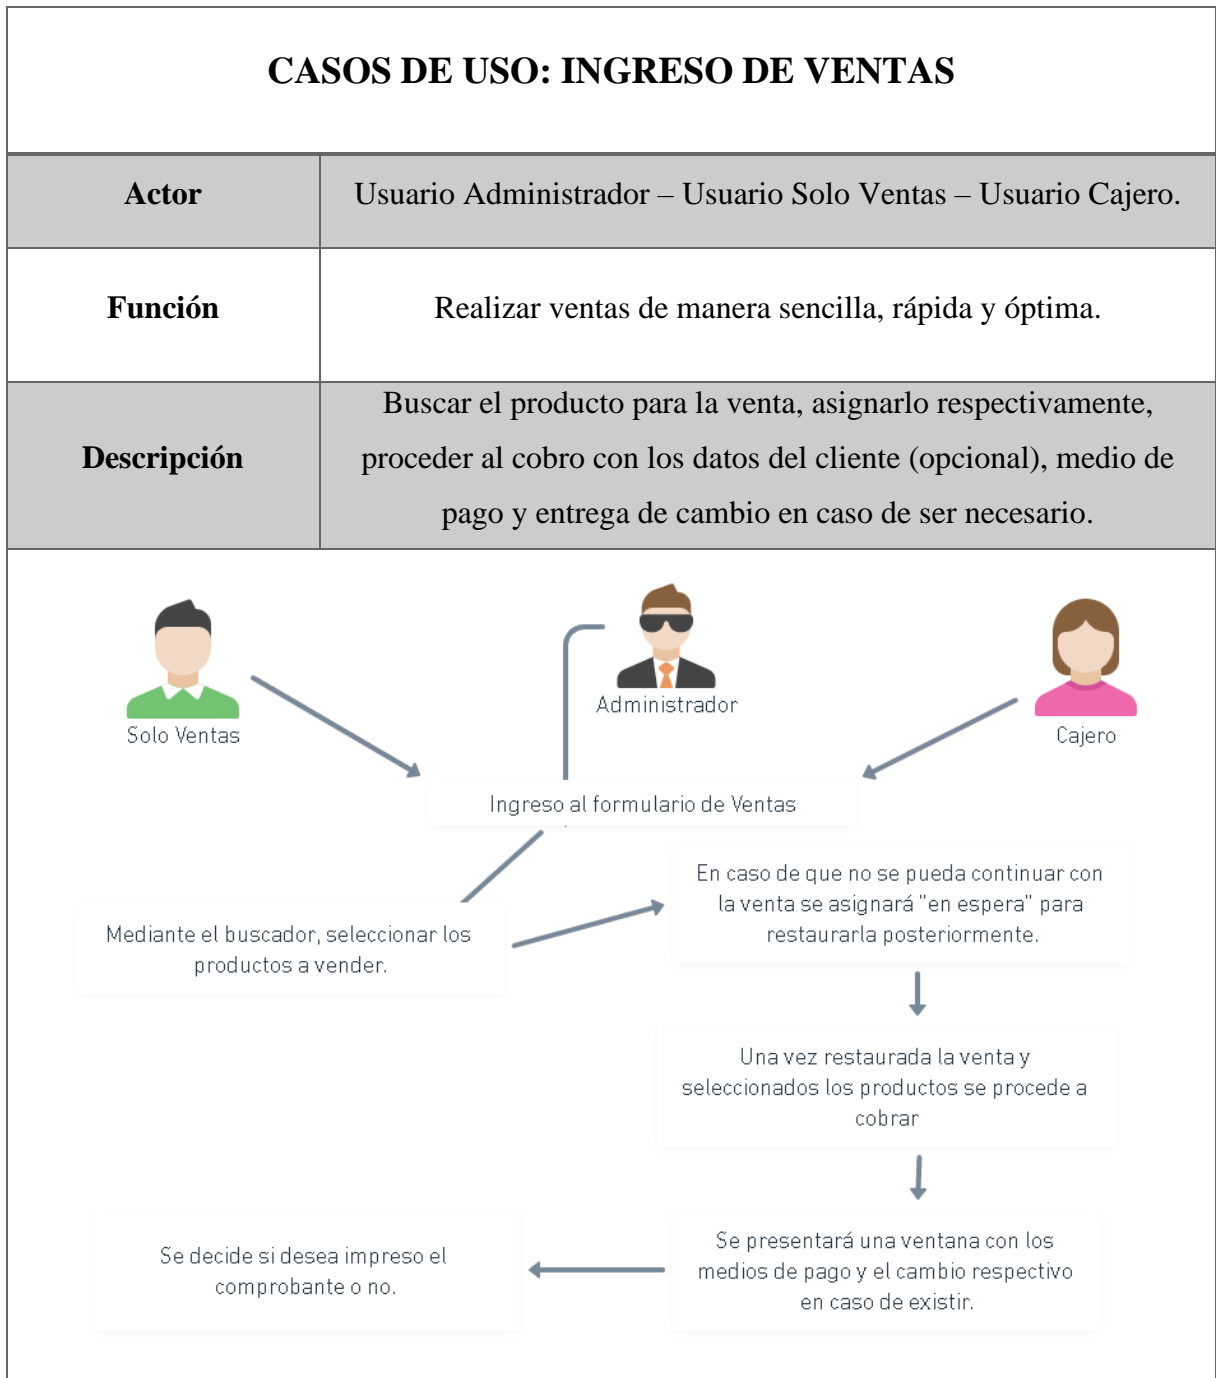 CASOS DE USO: INGRESO DE VENTAS
Actor
Usuario Administrador – Usuario Solo Ventas – Usuario Cajero.
Función
Realizar ventas de manera sencilla, rápida y óptima.
Descripción
Buscar el producto para la venta, asignarlo respectivamente,
proceder al cobro con los datos del cliente (opcional), medio de
pago y entrega de cambio en caso de ser necesario.
Solo Ventas
Administrador
Cajero
Ingreso al formulario de Ventas
Mediante el buscador, seleccionar los
productos a vender.
En caso de que no se pueda continuar con
la venta se asignará "en espera" para
restaurarla posteriormente.
Una vez restaurada la venta y
seleccionados los productos se procede a
cobrar
Se presentará una ventana con los
medios de pago y el cambio respectivo
en caso de existir.
Se decide si desea impreso el
comprobante o no.